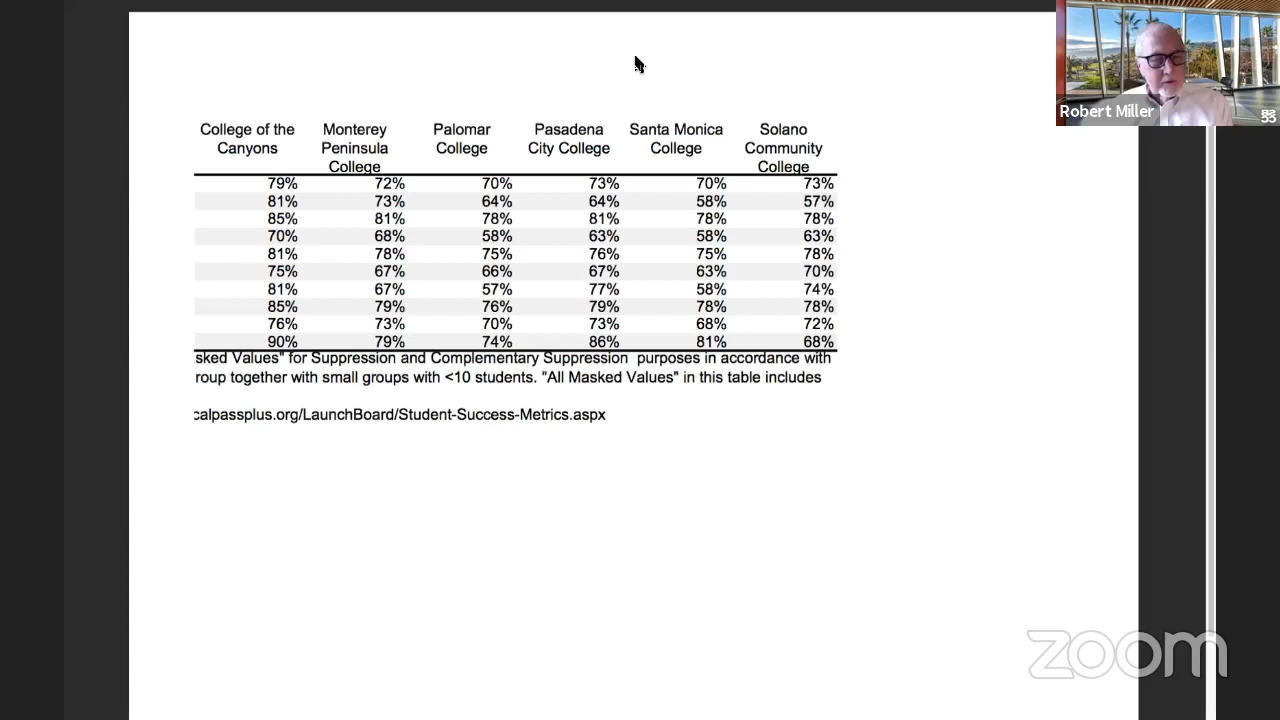 College of the Monterey Palomar Pasadena Santa Monica Solano
Canyons Peninsula College City College College Community
College College
79% 72% 70% 73% 70% 73%
81% 73% 64% 64% 58% 57%
85% 81% 78% 81% 78% 78%
70% 68% 58% 63% 58% 63%
81% 78% 75% 76% 75% 78%
75% 67% 66% 67% 63% 70%
81% 67% 57% 77% 58% 74%
85% 79% 76% 79% 78% 78%
76% 73% 70% 73% 68% 72%
90% 79% 74% 86% 81% 68%
sked Values" for Suppression and Complementary Suppression purposes in accordance with
roup together with small groups with <10 students. "All Masked Values" in this table includes
calpassplus.org/LaunchBoard/Student-Success-Metrics.aspx
Robert Miller
zoom